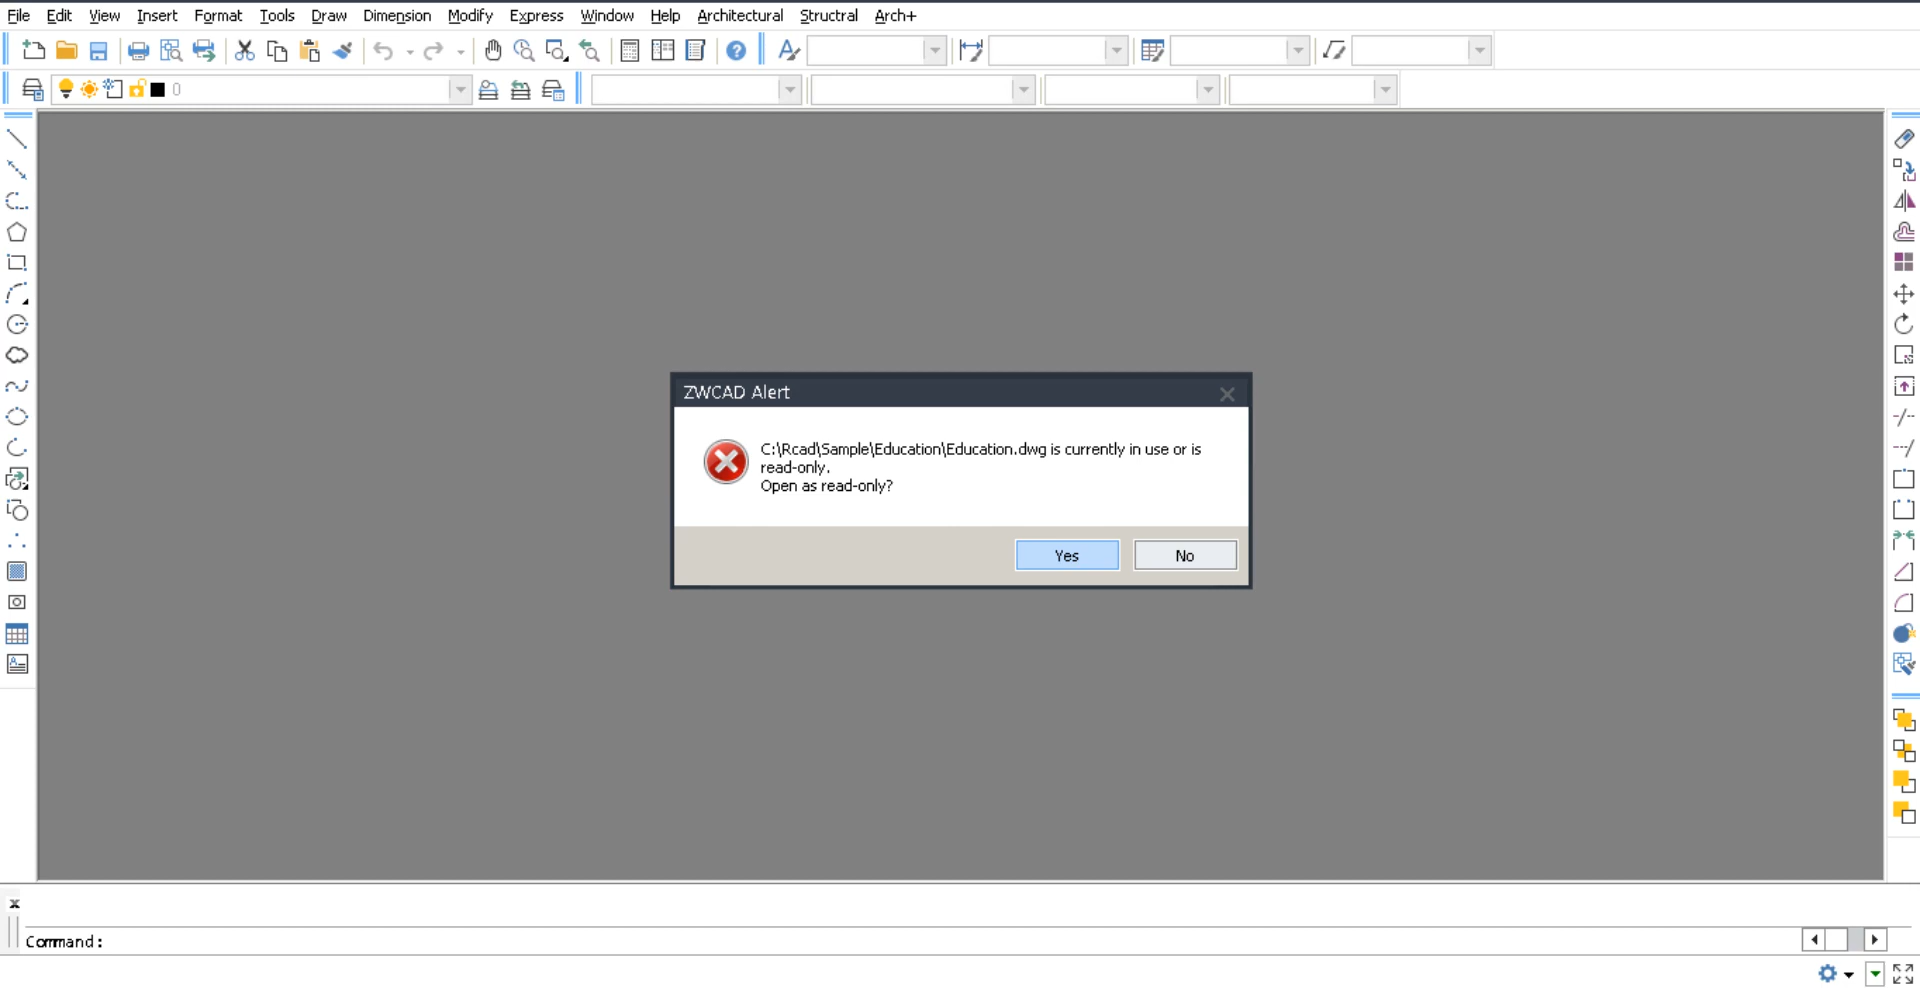 File Edit View Insert Format Tools Draw Dimension Modify Express Window Help Architectural Structral Arch+
0
ZWCAD Alert
C:\Rcad\Sample\Education\Education.dwg is currently in use or is
read-only.
Open as read-only?
Yes No
Command: